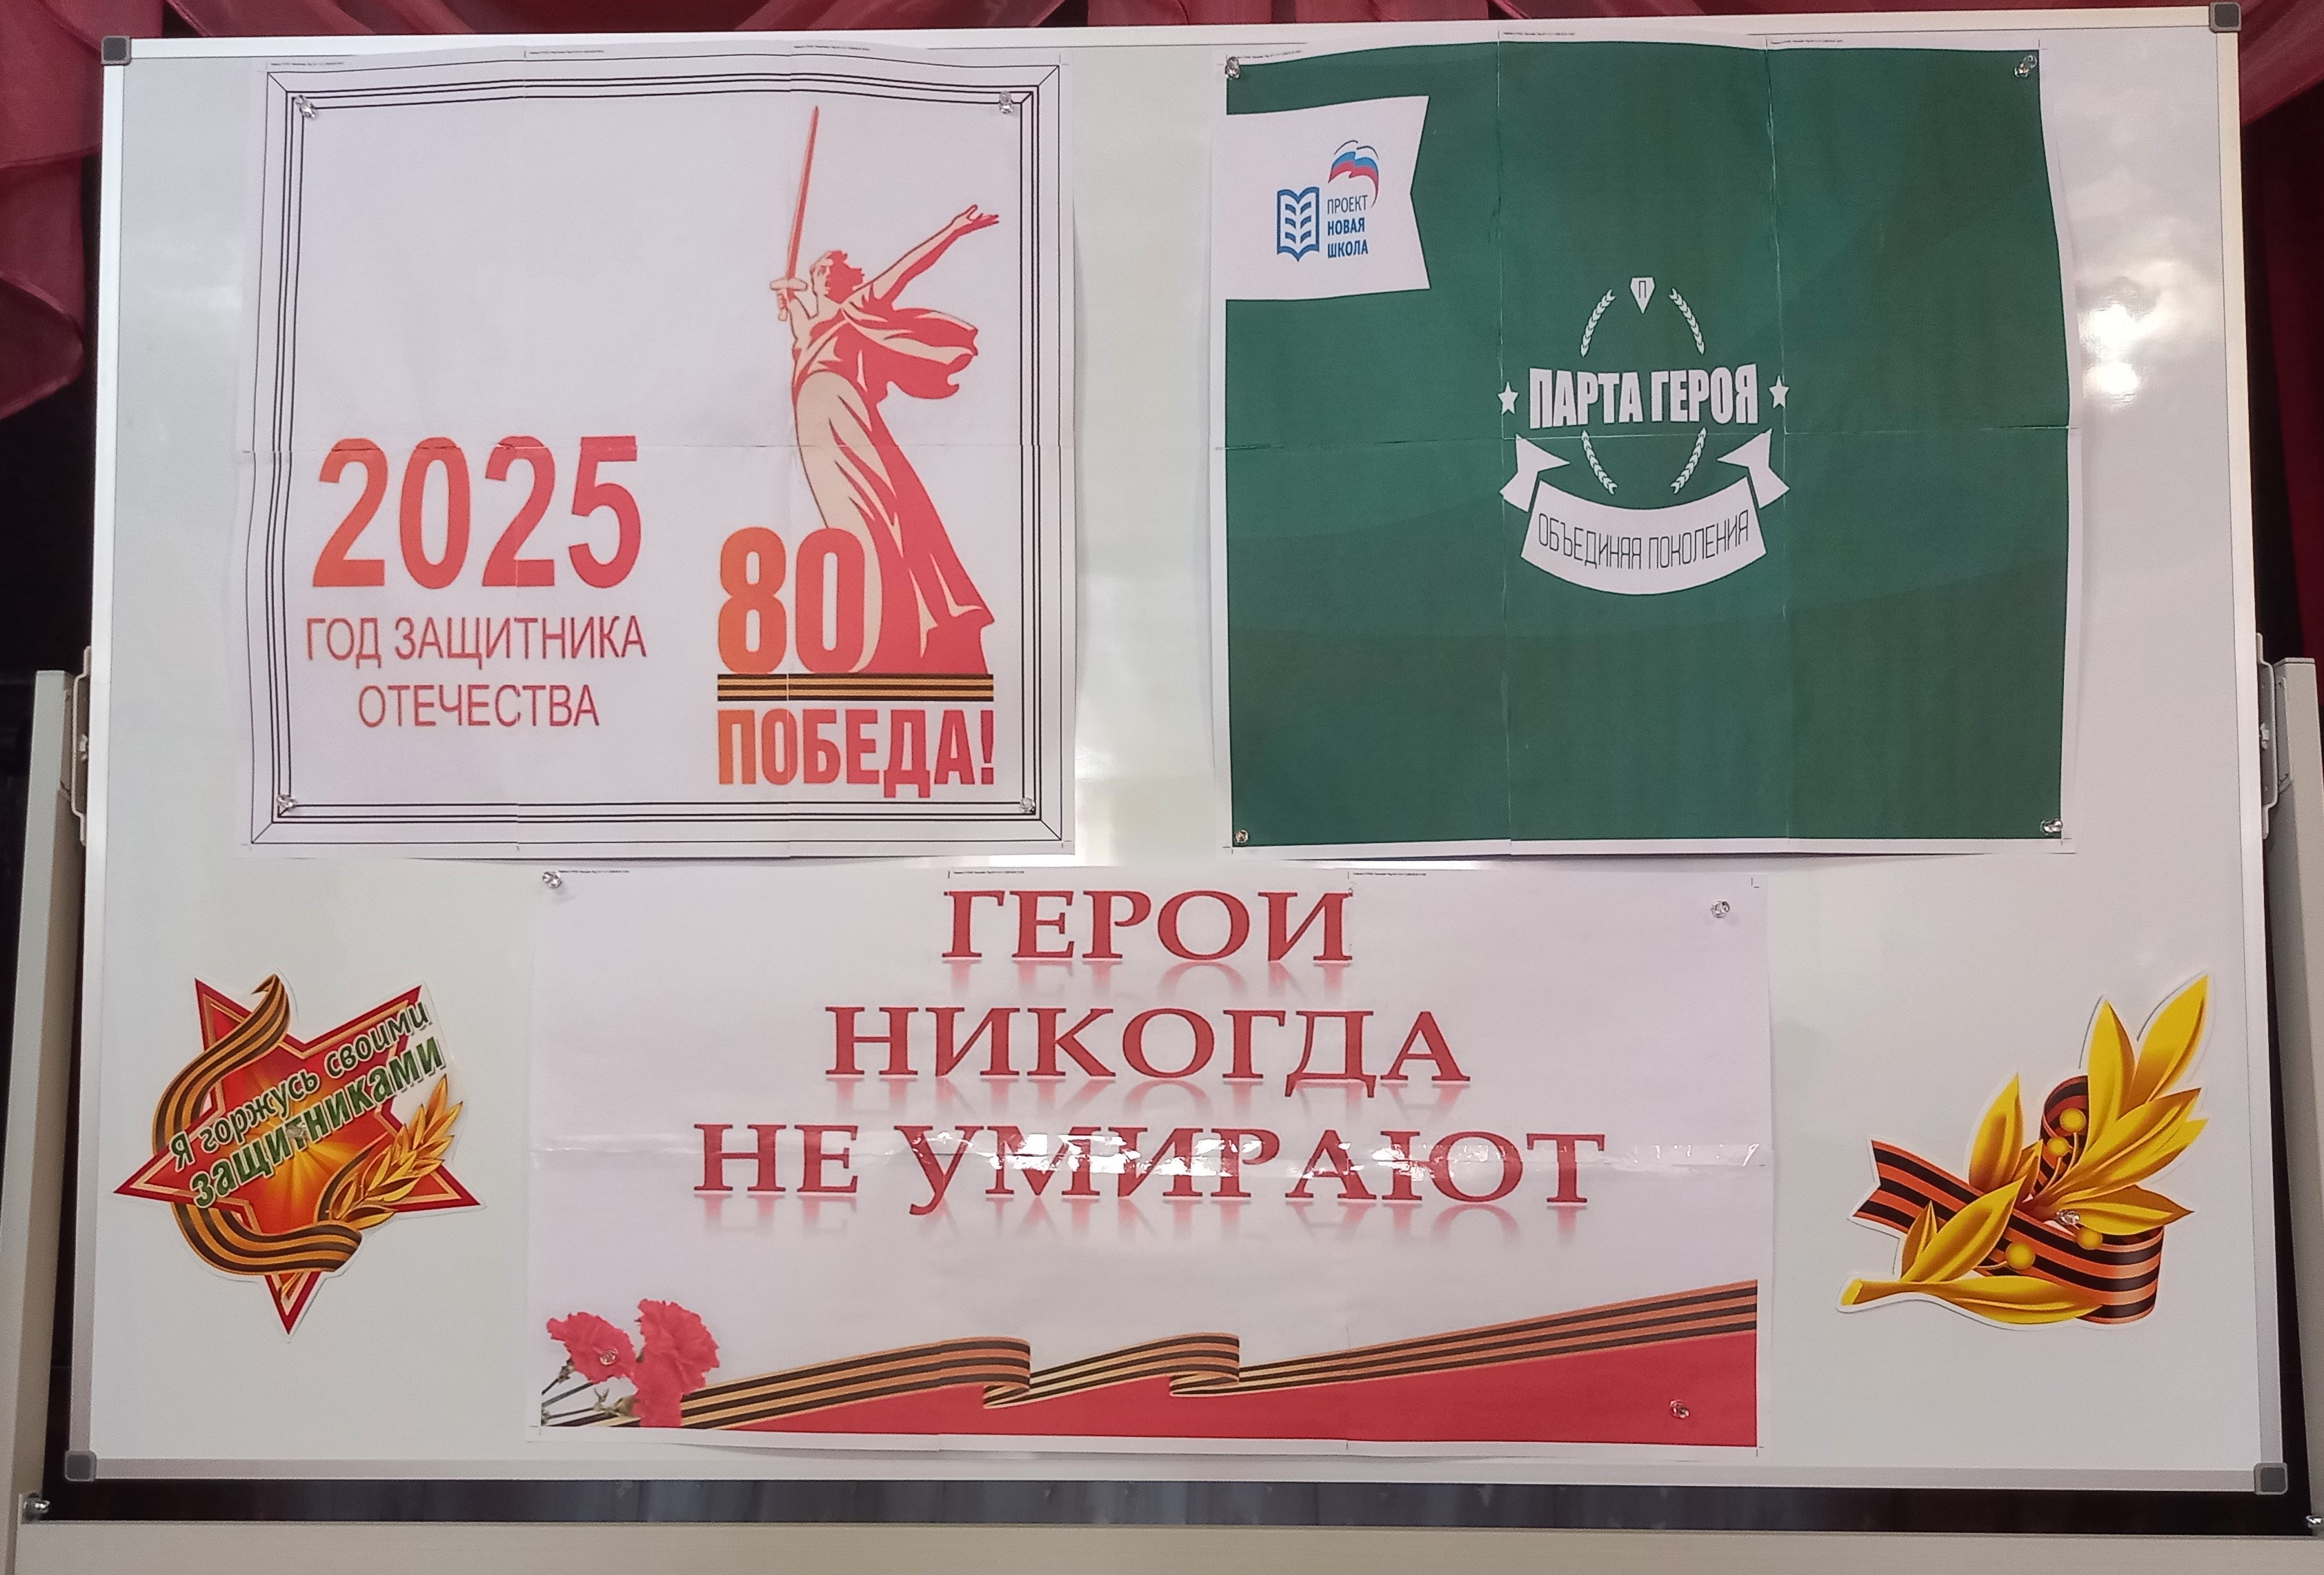 2025
ГОД ЗАЩИТНИКА
ОТЕЧЕСТВА
80
ПОБЕДА!
ПРОЕКТ
НОВАЯ
ШКОЛА
П
ПАРТА ГЕРОЯ
ОБЪЕДИНЯЯ ПОКОЛЕНИЯ
ГЕРОИ
НИКОГДА
НЕ УМИРАЮТ
Я горжусь своими
защитниками